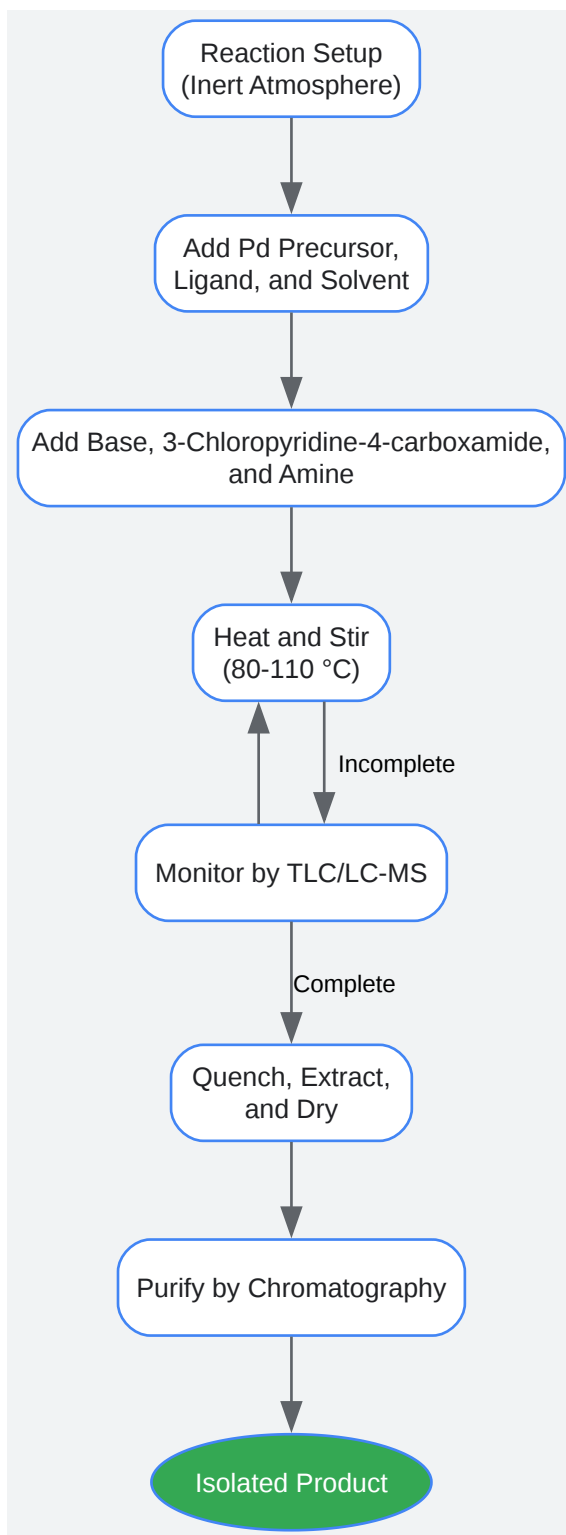 Reaction Setup
(Inert Atmosphere)
Add Pd Precursor,
Ligand, and Solvent
Add Base, 3-Chloropyridine-4-carboxamide,
and Amine
Heat and Stir
(80-110 °C)
Incomplete
Monitor by TLC/LC-MS
Complete
Quench, Extract,
and Dry
Purify by Chromatography
Isolated Product